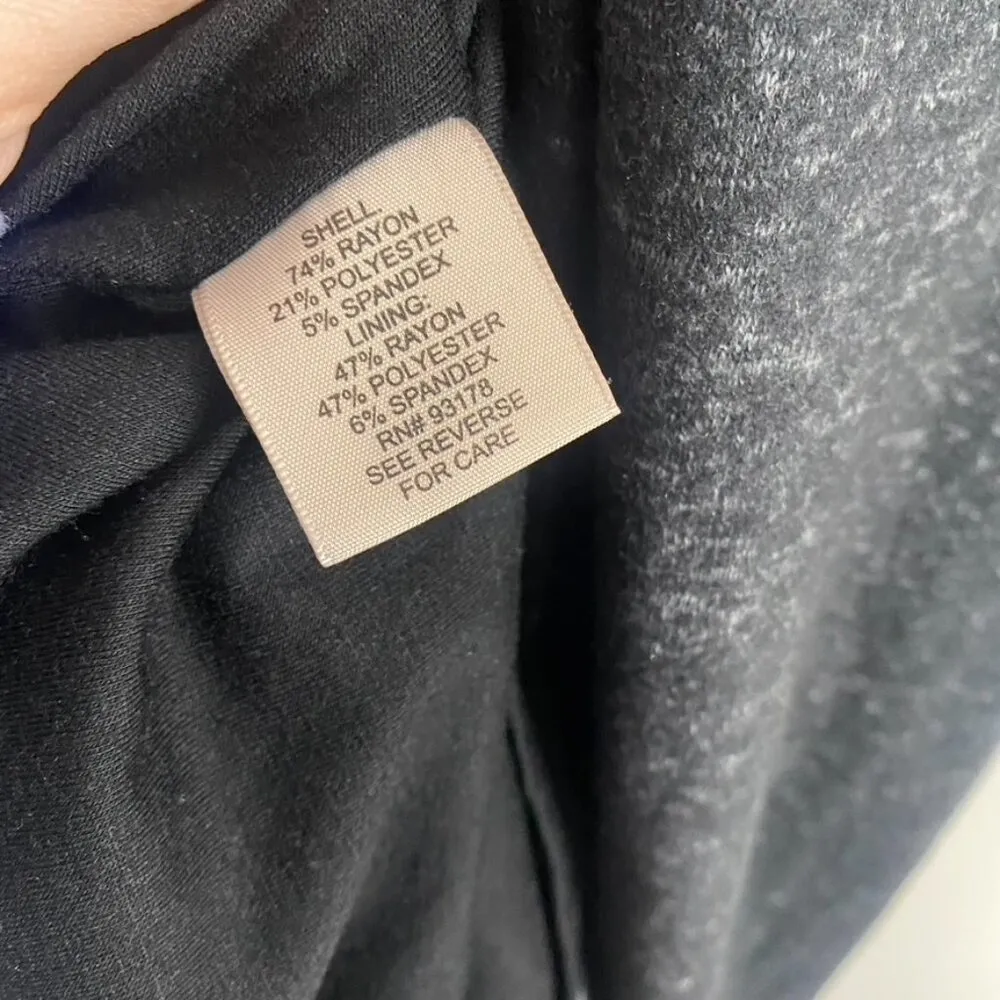 SHELL
74% RAYON
21% POLYESTER
5% SPANDEX
LINING:
47% RAYON
47% POLYESTER
6% SPANDEX
RN# 93178
SEE REVERSE
FOR CARE